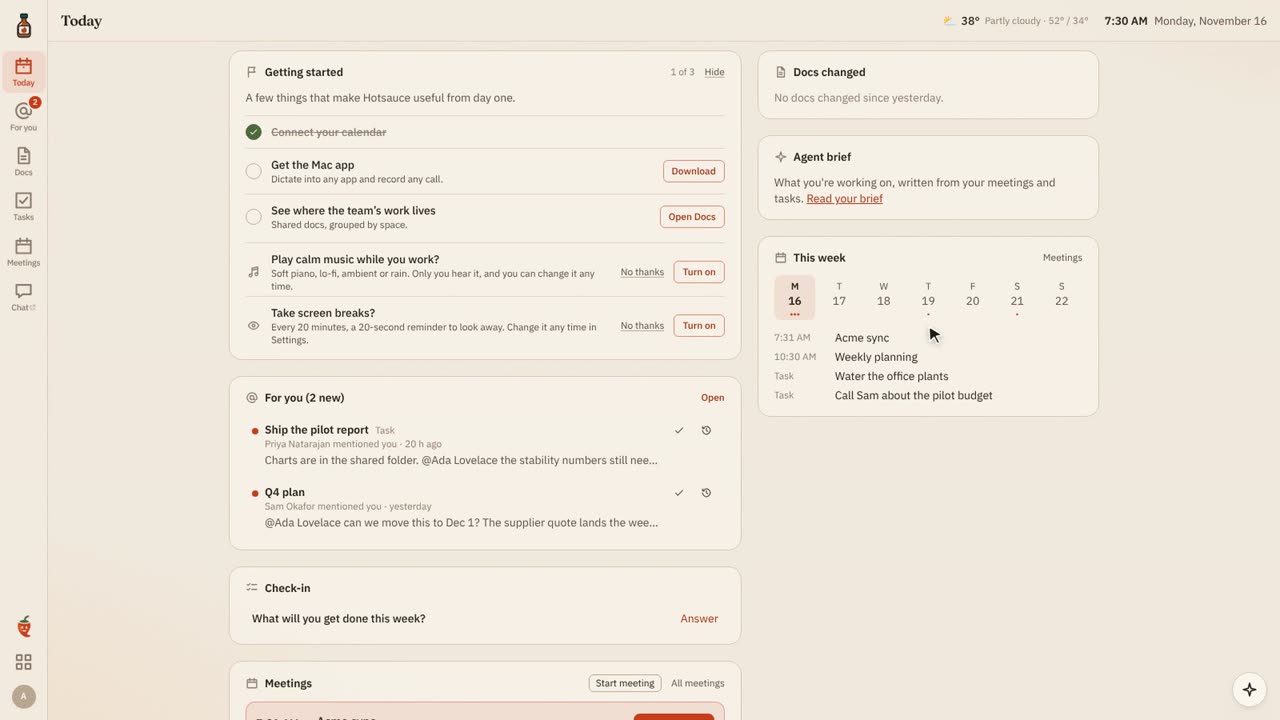 Today
38° Partly cloudy · 52° / 34° 7:30 AM Monday, November 16
Today
2
For you
Docs
Tasks
Meetings
Chat
A
Getting started 1 of 3 Hide
A few things that make Hotsauce useful from day one.
Connect your calendar
Get the Mac app
Dictate into any app and record any call.
Download
See where the team's work lives
Shared docs, grouped by space.
Open Docs
Play calm music while you work?
Soft piano, lo-fi, ambient or rain. Only you hear it, and you can change it any
time.
No thanks Turn on
Take screen breaks?
Every 20 minutes, a 20-second reminder to look away. Change it any time in
Settings.
No thanks Turn on
For you (2 new) Open
Ship the pilot report Task
Priya Natarajan mentioned you · 20 h ago
Charts are in the shared folder. @Ada Lovelace the stability numbers still nee...
Q4 plan
Sam Okafor mentioned you · yesterday
@Ada Lovelace can we move this to Dec 1? The supplier quote lands the wee...
Check-in
What will you get done this week? Answer
Meetings Start meeting All meetings
Docs changed
No docs changed since yesterday.
Agent brief
What you're working on, written from your meetings and
tasks. Read your brief
This week Meetings
M T W T F S S
16 17 18 19 20 21 22
7:31 AM Acme sync
10:30 AM Weekly planning
Task Water the office plants
Task Call Sam about the pilot budget